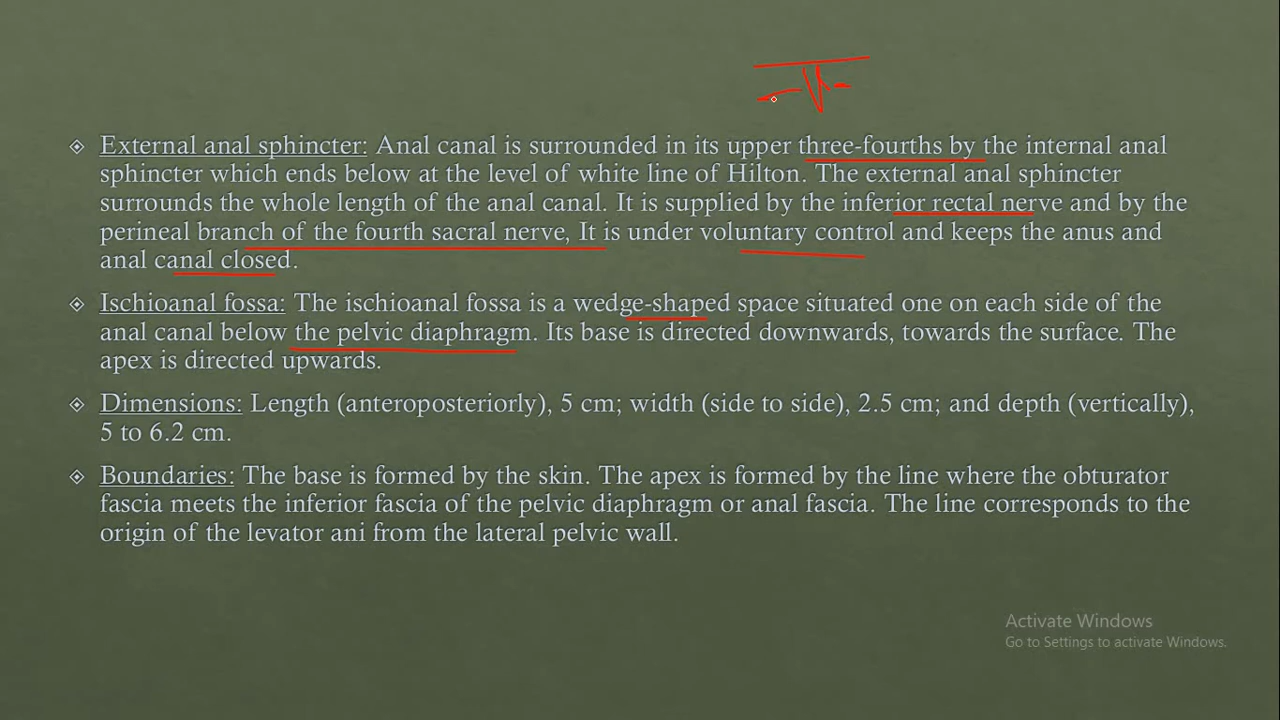 External anal sphincter: Anal canal is surrounded in its upper three-fourths by the internal anal
sphincter which ends below at the level of white line of Hilton. The external anal sphincter
surrounds the whole length of the anal canal. It is supplied by the inferior rectal nerve and by the
perineal branch of the fourth sacral nerve, It is under voluntary control and keeps the anus and
anal canal closed.
Ischioanal fossa: The ischioanal fossa is a wedge-shaped space situated one on each side of the
anal canal below the pelvic diaphragm. Its base is directed downwards, towards the surface. The
apex is directed upwards.
Dimensions: Length (anteroposteriorly), 5 cm; width (side to side), 2.5 cm; and depth (vertically),
5 to 6.2 cm.
Boundaries: The base is formed by the skin. The apex is formed by the line where the obturator
fascia meets the inferior fascia of the pelvic diaphragm or anal fascia. The line corresponds to the
origin of the levator ani from the lateral pelvic wall.
Activate Windows
Go to Settings to activate Windows.